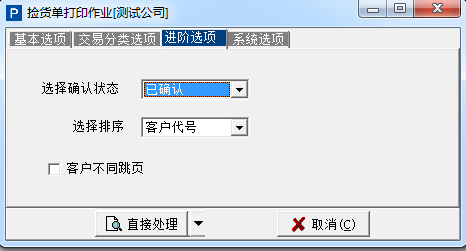 P 捡货单打印作业[测试公司]
基本选项 交易分类选项 进阶选项 系统选项
选择确认状态 已确认
选择排序 客户代号
客户不同跳页
直接处理 取消(C)